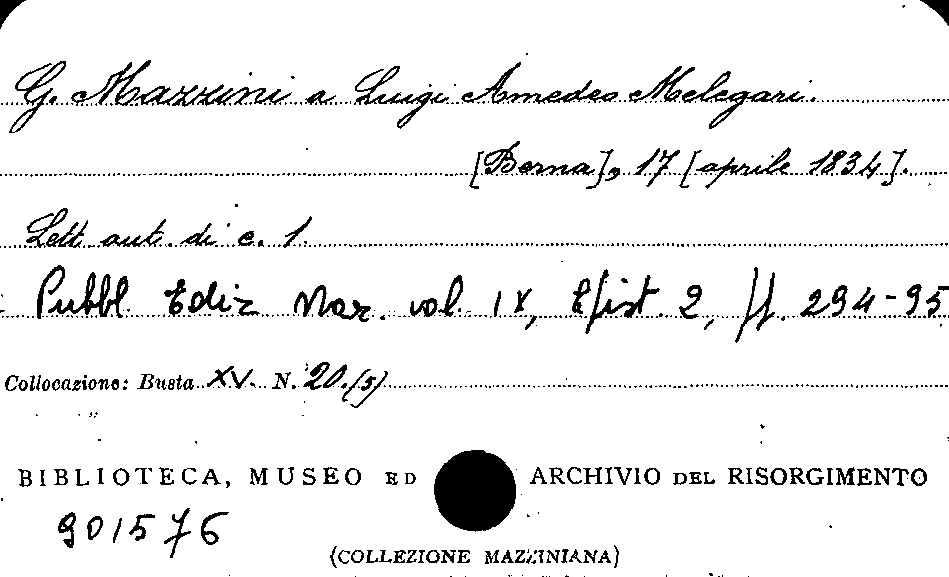 G. Mazzini a Luigi Amedeo Melegari.
[Berna], 17 [aprile 1834].
Lett. aut. di c. 1.
Pubbl. Ediz Naz. vol. IX, Epist. 2, pp. 294-95
Collocazione: Busta XV. N. 20.(5)
BIBLIOTECA, MUSEO ED ARCHIVIO DEL RISORGIMENTO
901576
(COLLEZIONE MAZZINIANA)